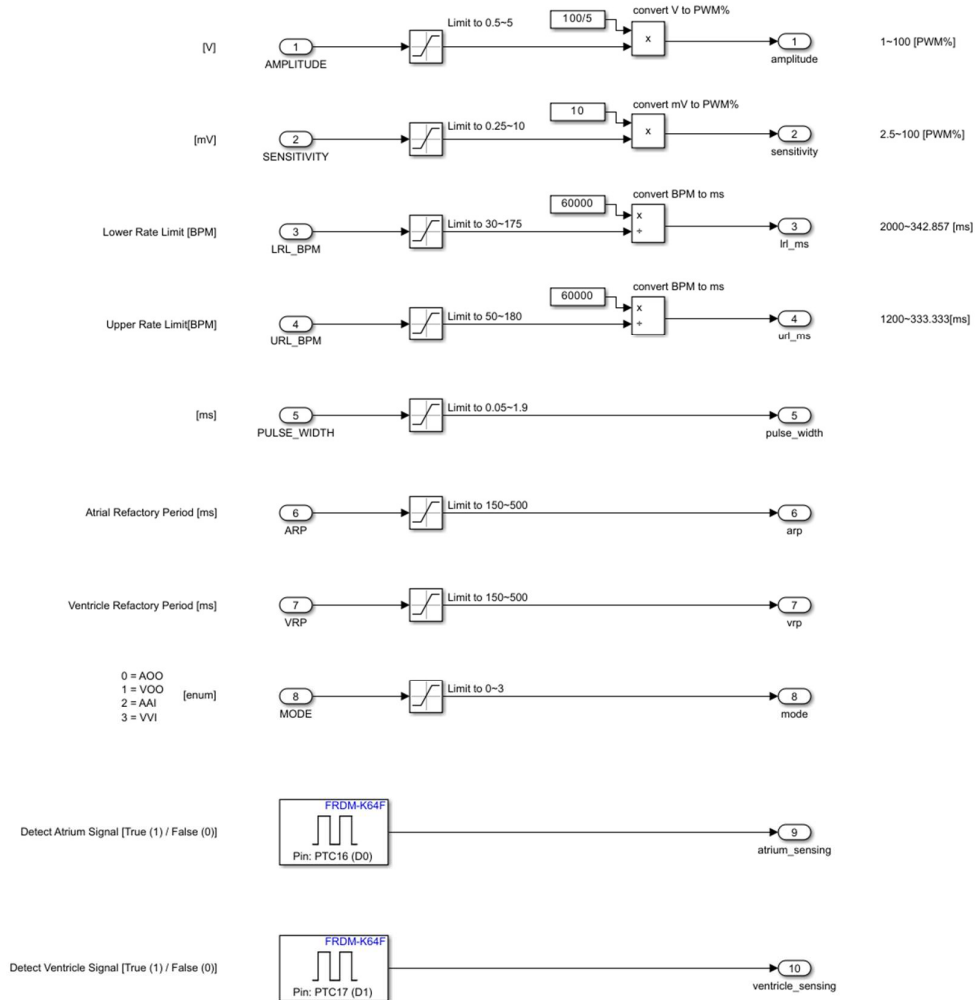 convert V to PWM%
Limit to 0.5~5
100/5
x
[V]
1
1
1~100 [PWM%]
AMPLITUDE
amplitude
convert mV to PWM%
10
Limit to 0.25~10
x
[mV]
2
2
2.5~100 [PWM%]
SENSITIVITY
sensitivity
convert BPM to ms
60000
x
÷
Lower Rate Limit [BPM]
3
Limit to 30~175
3
2000~342.857 [ms]
LRL_BPM
lrl_ms
convert BPM to ms
60000
x
÷
Upper Rate Limit[BPM]
4
Limit to 50~180
4
1200~333.333[ms]
URL_BPM
url_ms
[ms]
5
Limit to 0.05~1.9
5
PULSE_WIDTH
pulse_width
Atrial Refactory Period [ms]
6
Limit to 150~500
6
ARP
arp
Ventricle Refactory Period [ms]
7
Limit to 150~500
7
VRP
vrp
0 = AOO
1 = VOO
2 = AAI
3 = VVI
[enum]
8
Limit to 0~3
8
MODE
mode
FRDM-K64F
Detect Atrium Signal [True (1) / False (0)]
Pin: PTC16 (D0)
9
atrium_sensing
FRDM-K64F
Detect Ventricle Signal [True (1) / False (0)]
Pin: PTC17 (D1)
10
ventricle_sensing